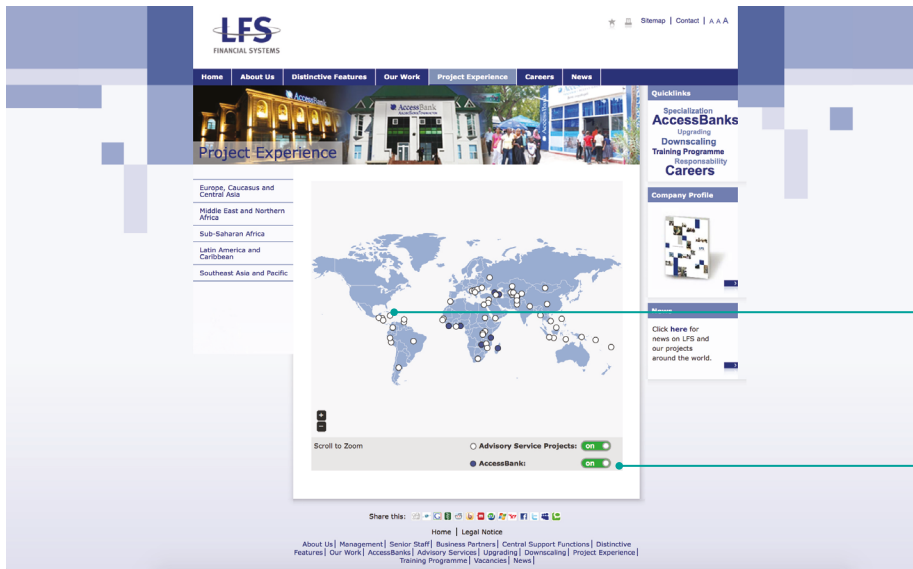 LFS
FINANCIAL SYSTEMS
Sitemap | Contact | A A A
Home
About Us
Distinctive Features
Our Work
Project Experience
Careers
News
AccessBank
AccessBank
Project Experience
Quicklinks
Specialization
AccessBanks
Upgrading
Downscaling
Training Programme
Responsability
Careers
Europe, Caucasus and
Central Asia
Middle East and Northern
Africa
Sub-Saharan Africa
Latin America and
Caribbean
Southeast Asia and Pacific
Company Profile
News
Click here for
news on LFS and
our projects
around the world.
+
−
Scroll to Zoom
Advisory Service Projects: on
AccessBank: on
Share this:
Home | Legal Notice
About Us| Management| Senior Staff| Business Partners| Central Support Functions| Distinctive
Features| Our Work| AccessBanks| Advisory Services| Upgrading| Downscaling| Project Experience|
Training Programme| Vacancies| News|